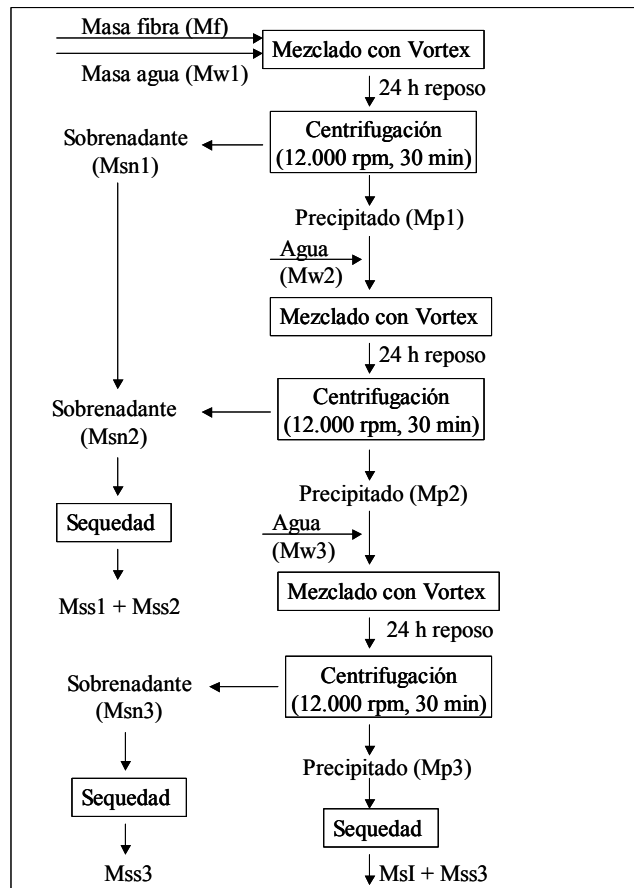 Masa fibra (Mf)
Masa agua (Mw1)
Mezclado con Vortex
24 h reposo
Centrifugación
(12.000 rpm, 30 min)
Sobrenadante
(Msn1)
Precipitado (Mp1)
Agua
(Mw2)
Mezclado con Vortex
24 h reposo
Centrifugación
(12.000 rpm, 30 min)
Sobrenadante
(Msn2)
Precipitado (Mp2)
Sequedad
Agua
(Mw3)
Mss1 + Mss2
Mezclado con Vortex
24 h reposo
Centrifugación
(12.000 rpm, 30 min)
Sobrenadante
(Msn3)
Precipitado (Mp3)
Sequedad
Sequedad
Mss3
MsI + Mss3